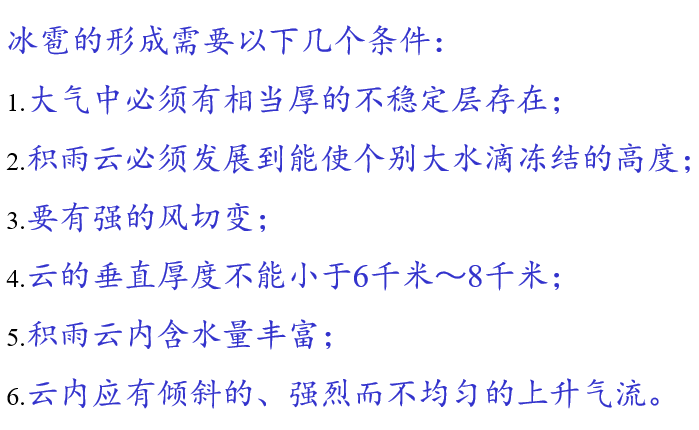 冰雹的形成需要以下几个条件：
1.大气中必须有相当厚的不稳定层存在；
2.积雨云必须发展到能使个别大水滴冻结的高度；
3.要有强的风切变；
4.云的垂直厚度不能小于6千米～8千米；
5.积雨云内含水量丰富；
6.云内应有倾斜的、强烈而不均匀的上升气流。